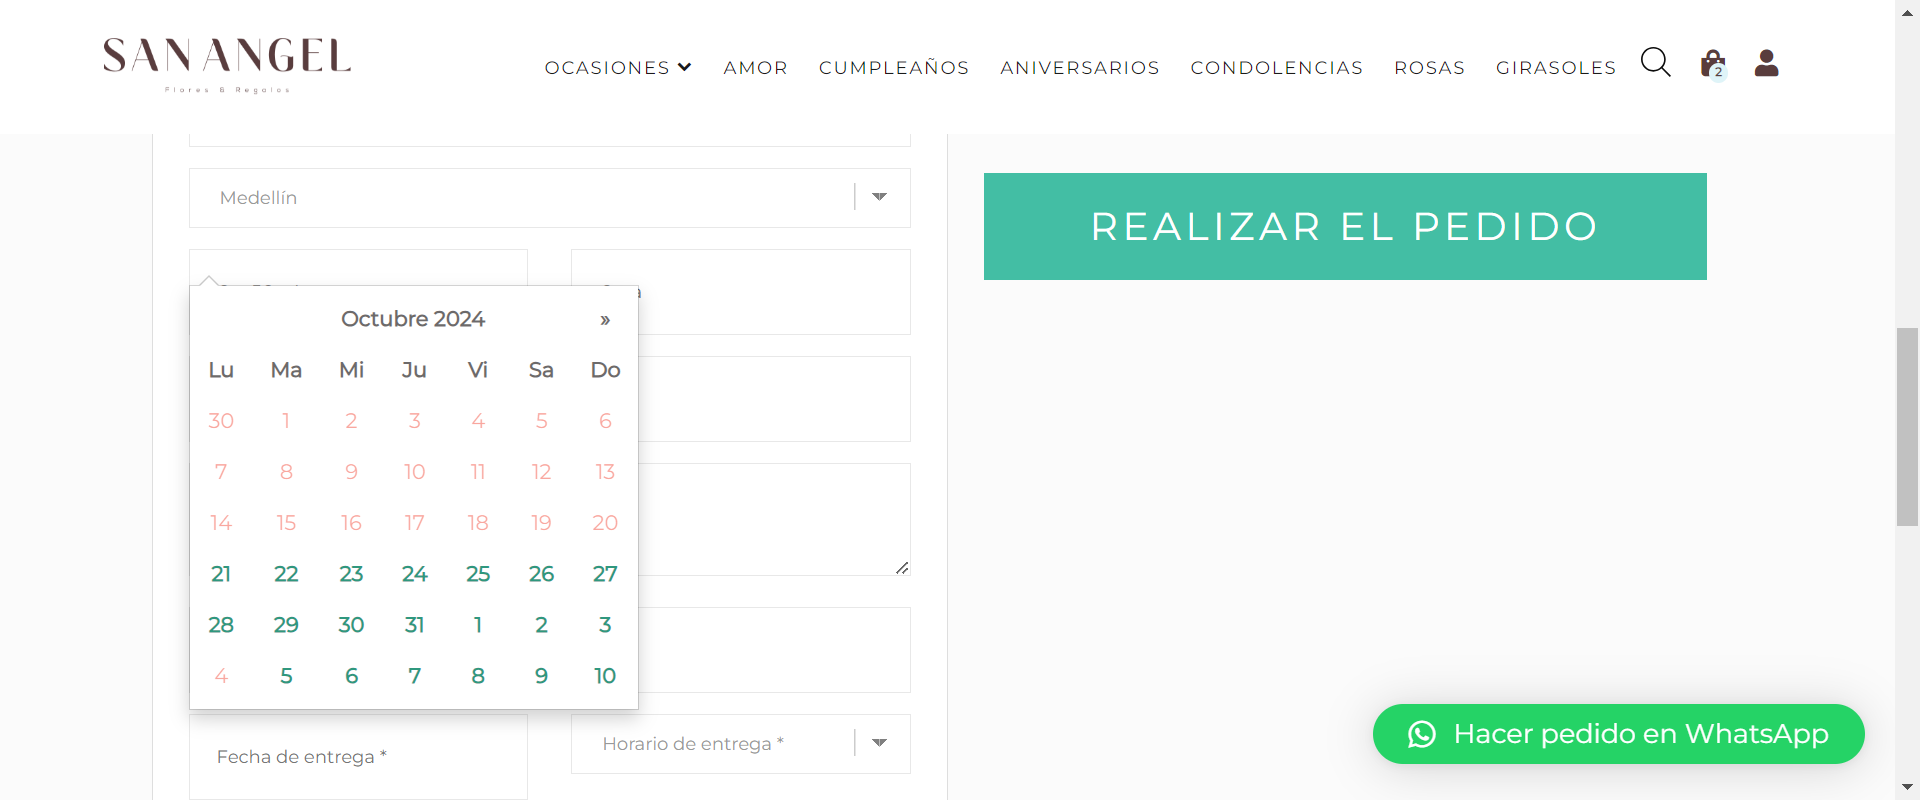 SAN ANGEL
Flores & Regalos
OCASIONES AMOR CUMPLEAÑOS ANIVERSARIOS CONDOLENCIAS ROSAS GIRASOLES
2
Medellín
REALIZAR EL PEDIDO
Octubre 2024 »
Lu Ma Mi Ju Vi Sa Do
30 1 2 3 4 5 6
7 8 9 10 11 12 13
14 15 16 17 18 19 20
21 22 23 24 25 26 27
28 29 30 31 1 2 3
4 5 6 7 8 9 10
Fecha de entrega *
Horario de entrega *
Hacer pedido en WhatsApp